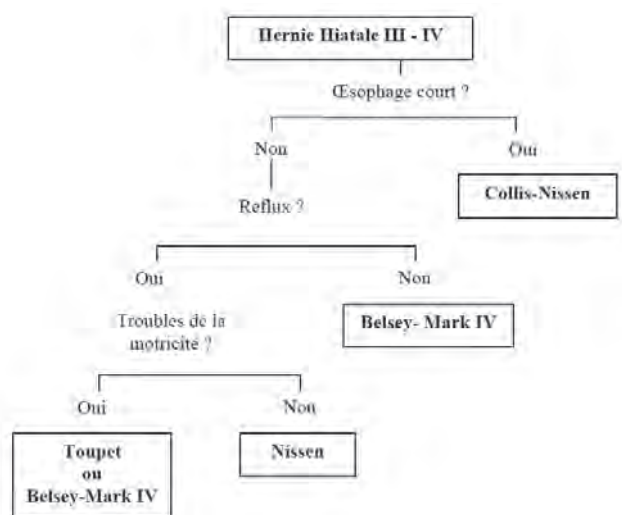 Hernie Hiatale III - IV
Œsophage court ?
Non
Oui
Collis-Nissen
Reflux ?
Oui
Non
Troubles de la
motricité ?
Belsey- Mark IV
Oui
Non
Toupet
ou
Belsey-Mark IV
Nissen